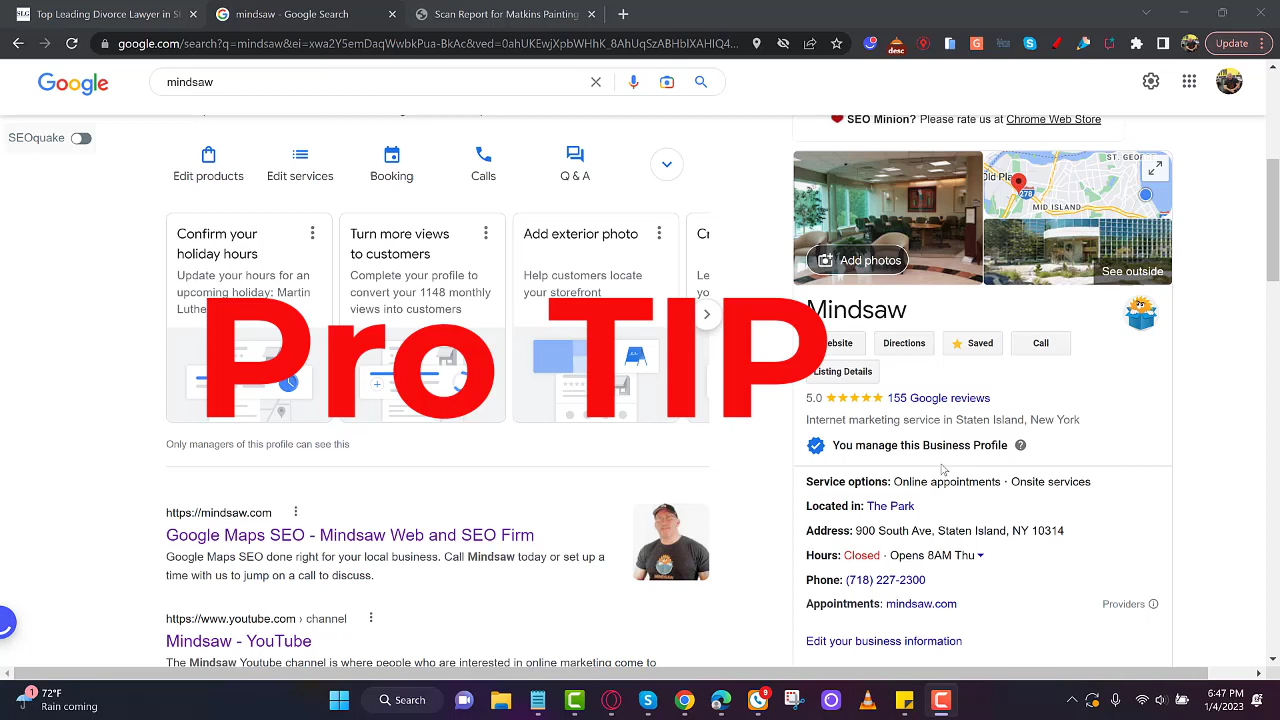 Top Leading Divorce Lawyer in St
mindsaw - Google Search
Scan Report for Matkins Painting
google.com/search?q=mindsaw&ei=xwa2Y5emDaqWwbkPua-BkAc&ved=0ahUKEwjXpbWHhK_8AhUqSzABHblXAHIQ4...
desc
Update
Google
mindsaw
SEOquake
SEO Minion? Please rate us at Chrome Web Store
Edit products
Edit services
Booking
Calls
Q & A
Confirm your
holiday hours
Update your hours for an
upcoming holiday: Martin
Luthe
Turn more views
to customers
Complete your profile to
convert your 1148 monthly
views into customers
Add exterior photo
Help customers locate
your storefront
Pro TIP
Only managers of this profile can see this
https://mindsaw.com
Google Maps SEO - Mindsaw Web and SEO Firm
Google Maps SEO done right for your local business. Call Mindsaw today or set up a
time with us to jump on a call to discuss.
https://www.youtube.com › channel
Mindsaw - YouTube
The Mindsaw Youtube channel is where people who are interested in online marketing come to
Add photos
ST. GEO
Old Pla
278
MID ISLAND
See outside
Mindsaw
ebsite
Directions
Saved
Call
Listing Details
5.0 155 Google reviews
Internet marketing service in Staten Island, New York
You manage this Business Profile
Service options: Online appointments · Onsite services
Located in: The Park
Address: 900 South Ave, Staten Island, NY 10314
Hours: Closed · Opens 8AM Thu
Phone: (718) 227-2300
Appointments: mindsaw.com
Providers
Edit your business information
1
72°F
Rain coming
Search
9
6:47 PM
1/4/2023